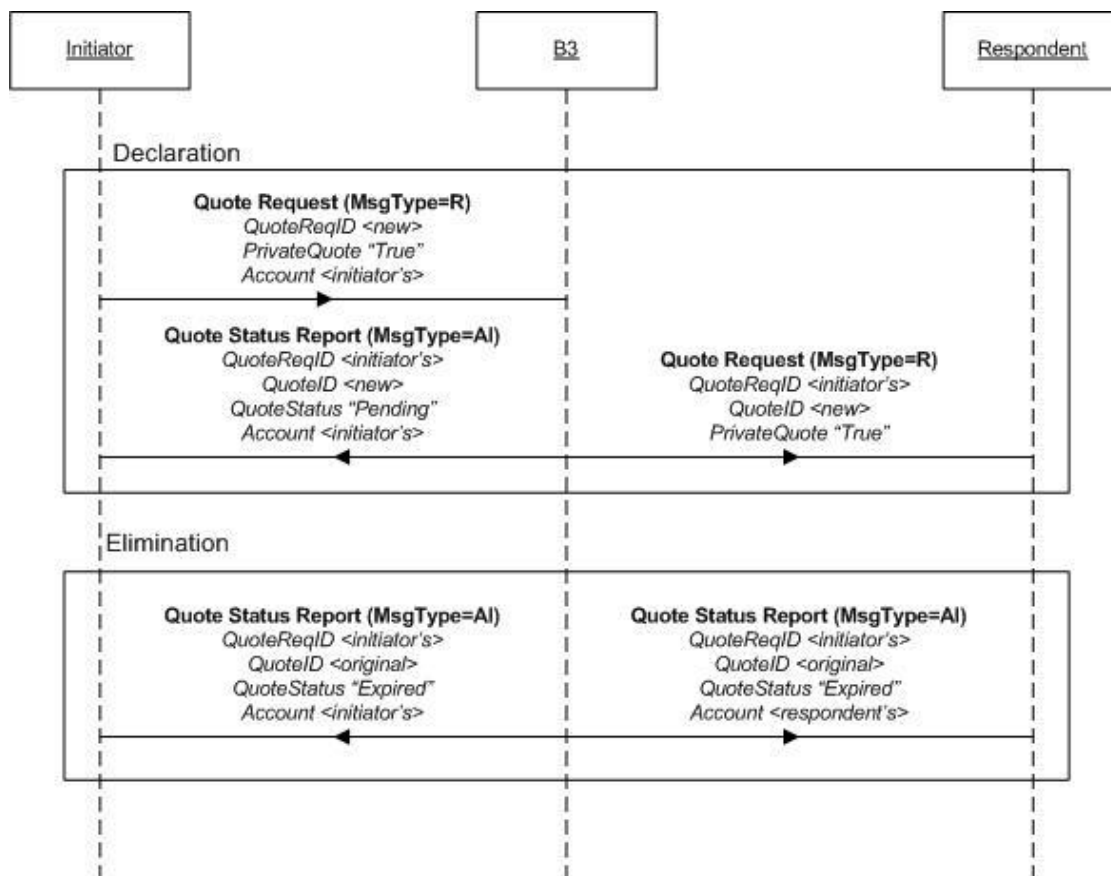 Initiator
B3
Respondent
Declaration
Quote Request (MsgType=R)
QuoteReqID <new>
PrivateQuote “True”
Account <initiator’s>
Quote Status Report (MsgType=AI)
QuoteReqID <initiator’s>
QuoteID <new>
QuoteStatus “Pending”
Account <initiator’s>
Quote Request (MsgType=R)
QuoteReqID <initiator’s>
QuoteID <new>
PrivateQuote “True”
Elimination
Quote Status Report (MsgType=AI)
QuoteReqID <initiator’s>
QuoteID <original>
QuoteStatus “Expired”
Account <initiator’s>
Quote Status Report (MsgType=AI)
QuoteReqID <initiator’s>
QuoteID <original>
QuoteStatus “Expired”
Account <respondent’s>